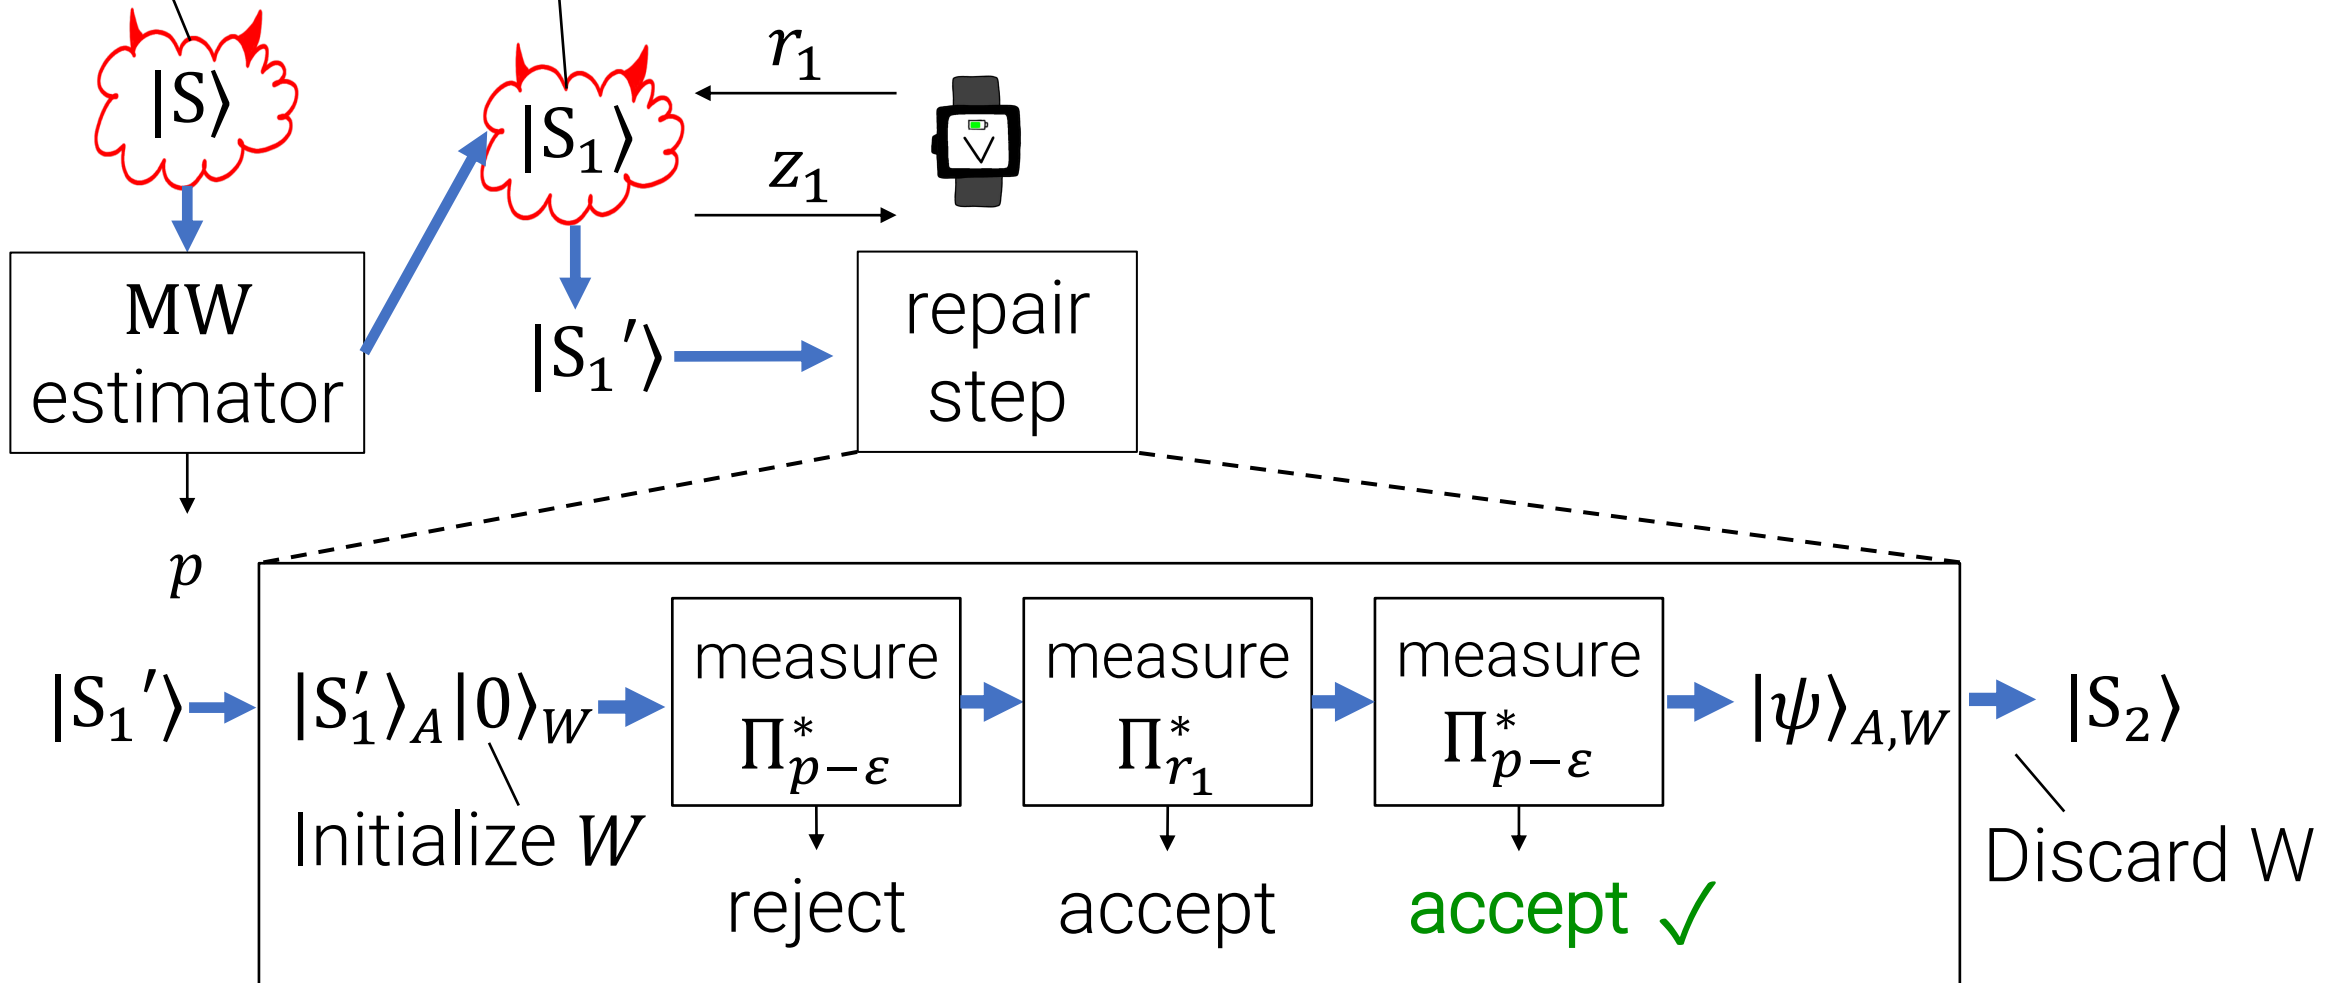 |S⟩
|S₁⟩
r₁
z₁
V
MW
estimator
|S₁′⟩
repair
step
p
|S₁′⟩
|S₁′⟩_A |0⟩_W
measure
Π*_{p−ε}
measure
Π*_{r₁}
measure
Π*_{p−ε}
|ψ⟩_{A,W}
|S₂⟩
Initialize W
reject
accept
accept ✓
Discard W